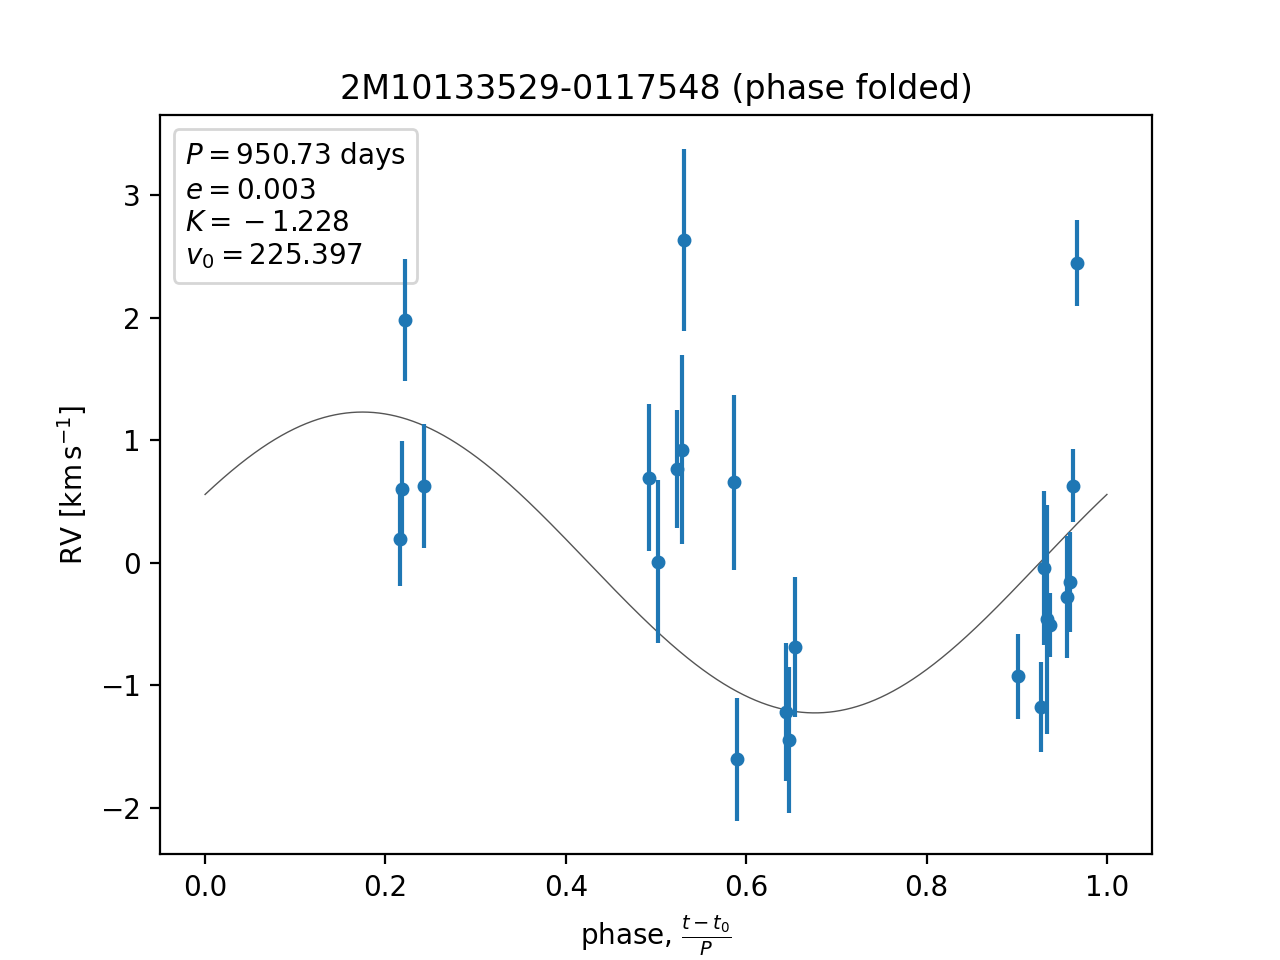 2M10133529-0117548 (phase folded)
P = 950.73 days
e = 0.003
K = −1.228
v₀ = 225.397
3
2
1
0
−1
−2
RV [km s⁻¹]
0.0 0.2 0.4 0.6 0.8 1.0
phase, (t − t₀)/P